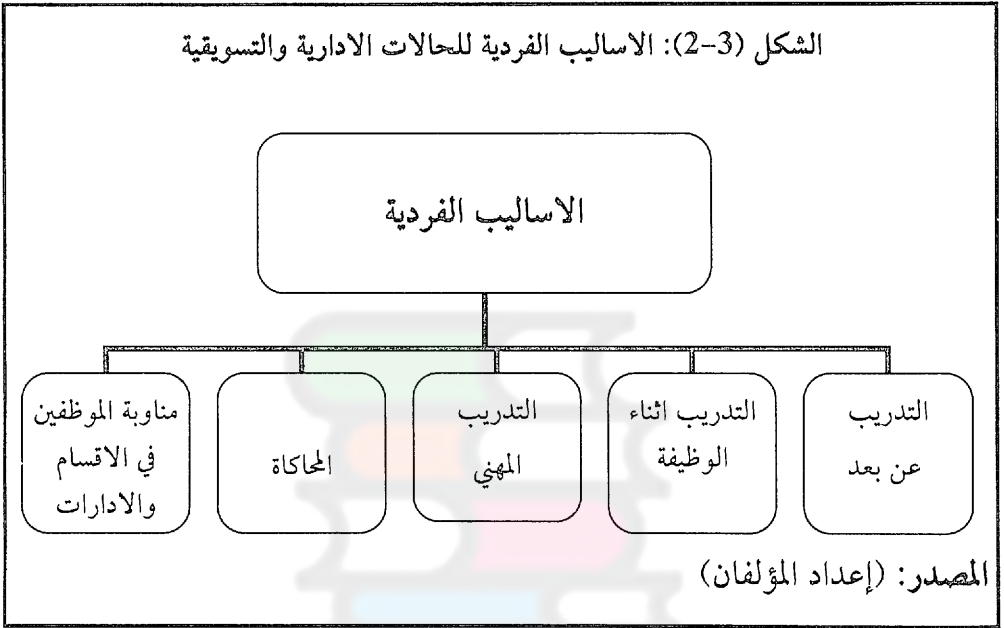 الشكل (3-2): الاساليب الفردية للحالات الادارية والتسويقية
الاساليب الفردية
التدريب
عن بعد
التدريب اثناء
الوظيفة
التدريب
المهني
المحاكاة
مناوبة الموظفين
في الاقسام
والادارات
المصدر: (إعداد المؤلفان)